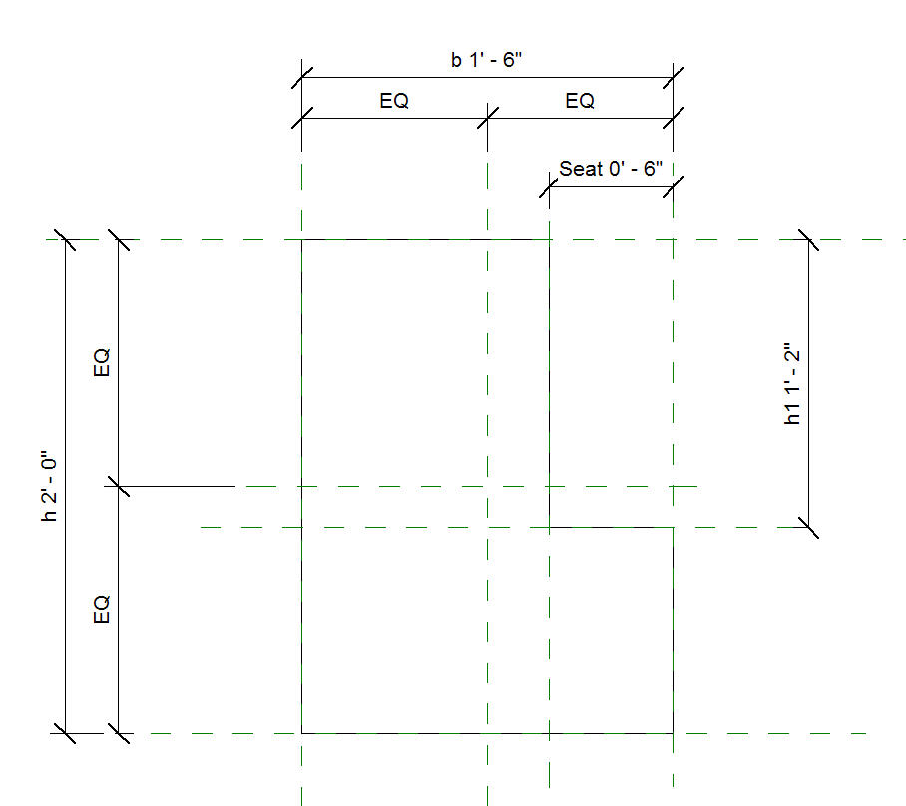 b 1' - 6"
EQ
EQ
Seat 0' - 6"
EQ
h1 1' - 2"
h 2' - 0"
EQ